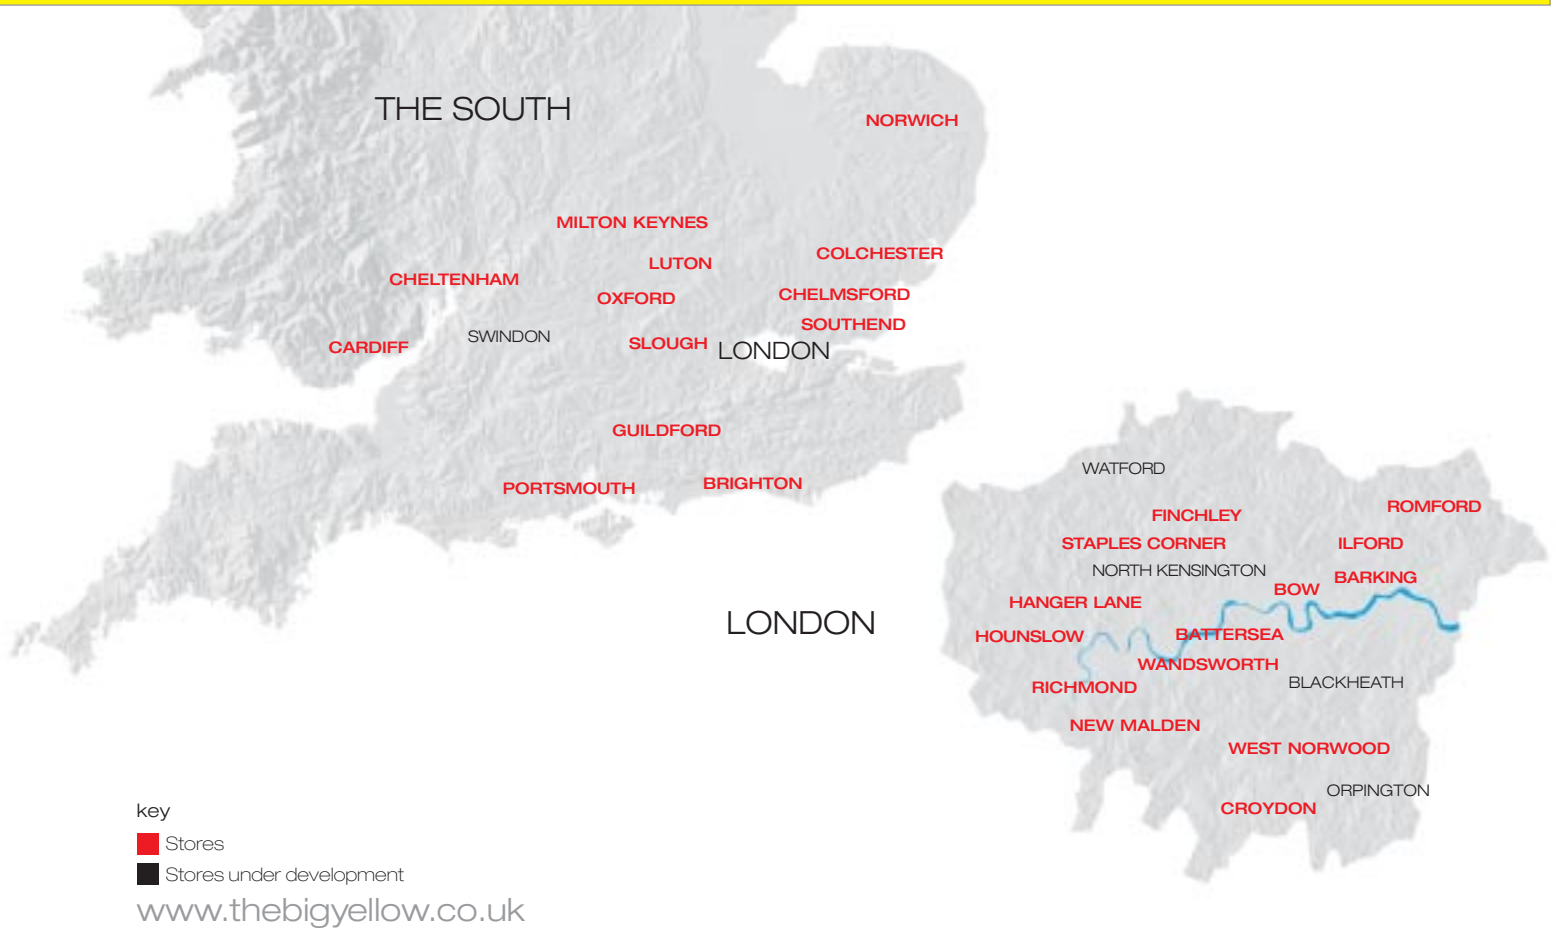 THE SOUTH
NORWICH
MILTON KEYNES
COLCHESTER
LUTON
CHELTENHAM
CHELMSFORD
OXFORD
SOUTHEND
SWINDON
SLOUGH
CARDIFF
LONDON
GUILDFORD
BRIGHTON
PORTSMOUTH
LONDON
WATFORD
ROMFORD
FINCHLEY
STAPLES CORNER
ILFORD
NORTH KENSINGTON
BARKING
BOW
HANGER LANE
HOUNSLOW
BATTERSEA
WANDSWORTH
BLACKHEATH
RICHMOND
NEW MALDEN
WEST NORWOOD
ORPINGTON
CROYDON
key
Stores
Stores under development
www.thebigyellow.co.uk